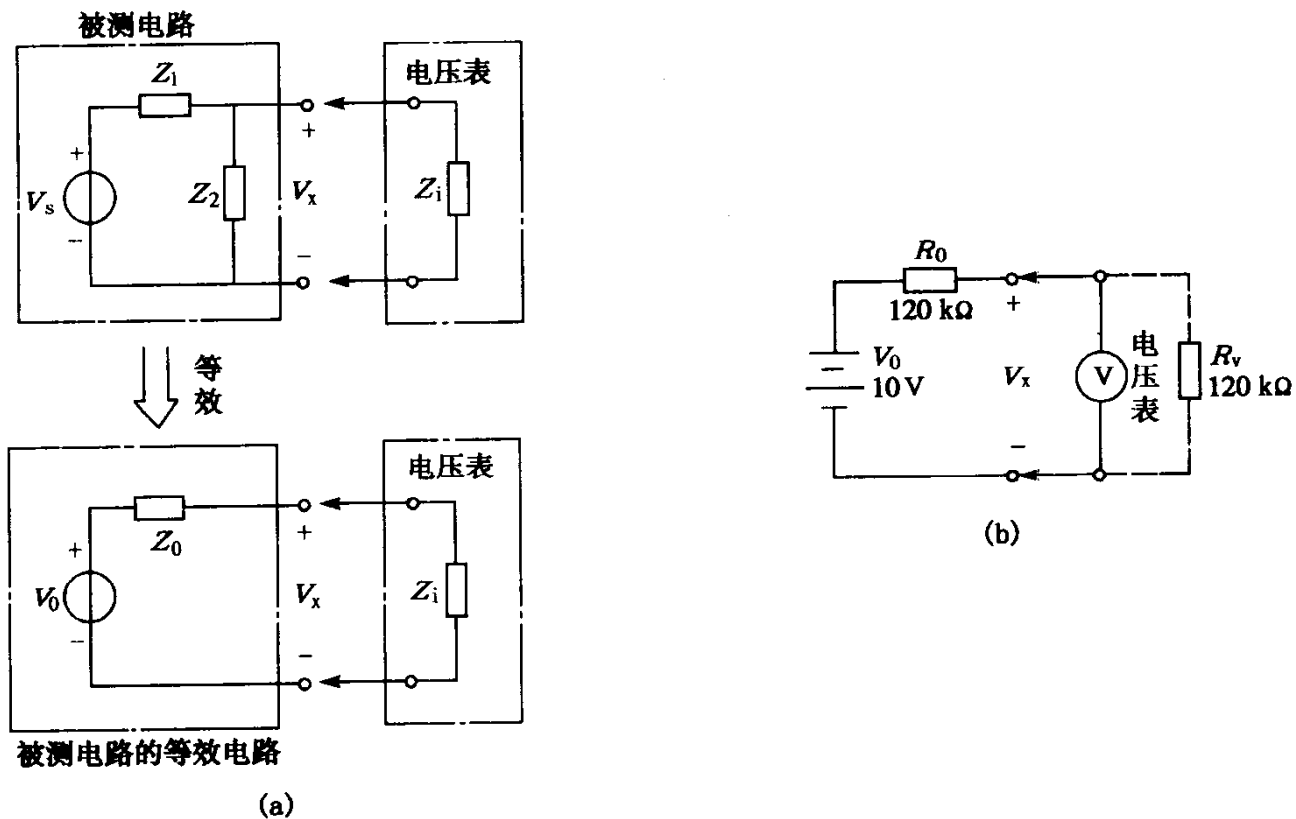 被测电路
Z₁
电压表
+
Vₛ
−
Z₂
+
Vₓ
−
Zᵢ
等
效
电压表
Z₀
+
V₀
−
+
Vₓ
−
Zᵢ
被测电路的等效电路
(a)
R₀
120 kΩ
+
V₀
10 V
Vₓ
−
V
电
压
表
Rᵥ
120 kΩ
(b)